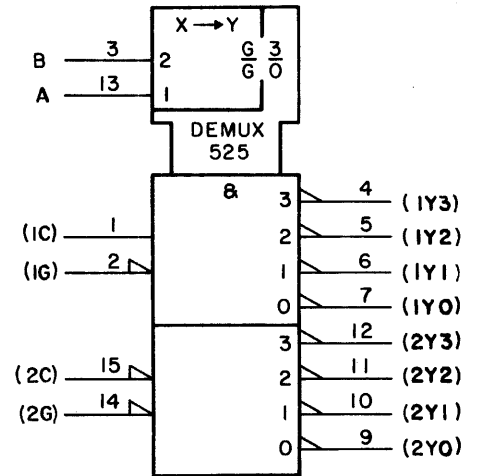 X → Y
B 3 2 G/G 3/0
A 13 1
DEMUX
525
&
3 4 (1Y3)
(1C) 1 2 5 (1Y2)
(1G) 2 1 6 (1Y1)
0 7 (1Y0)
3 12 (2Y3)
(2C) 15 2 11 (2Y2)
(2G) 14 1 10 (2Y1)
0 9 (2Y0)